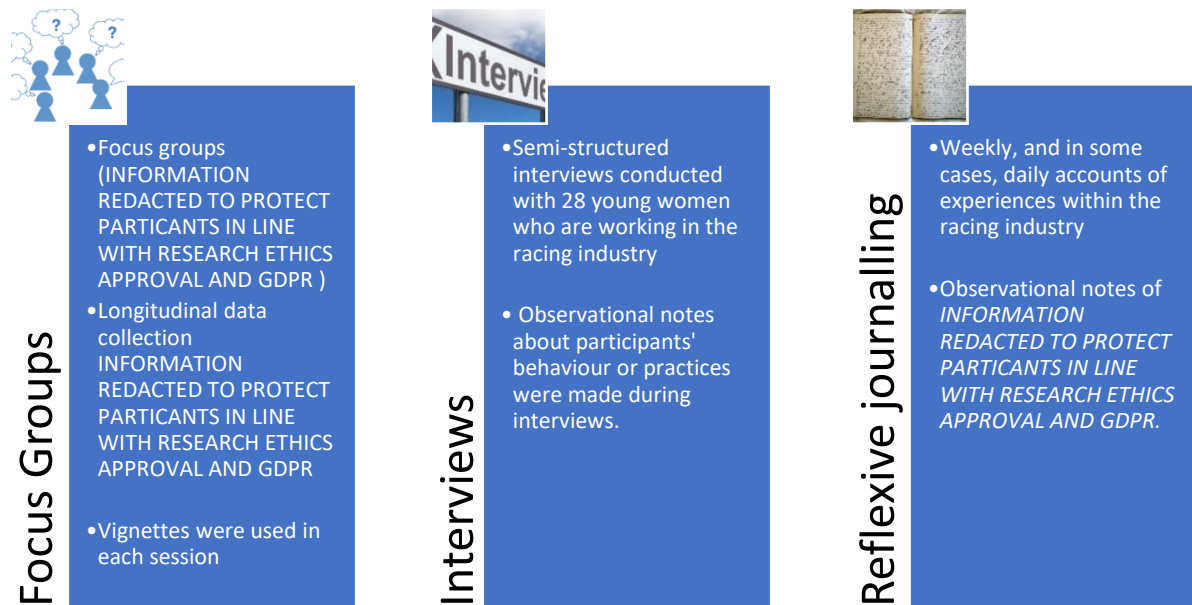 ? ?
Focus Groups
•Focus groups
(INFORMATION
REDACTED TO PROTECT
PARTICANTS IN LINE
WITH RESEARCH ETHICS
APPROVAL AND GDPR )
•Longitudinal data
collection
INFORMATION
REDACTED TO PROTECT
PARTICANTS IN LINE
WITH RESEARCH ETHICS
APPROVAL AND GDPR
•Vignettes were used in
each session
Intervie
Interviews
•Semi-structured
interviews conducted
with 28 young women
who are working in the
racing industry
• Observational notes
about participants'
behaviour or practices
were made during
interviews.
Reflexive journalling
•Weekly, and in some
cases, daily accounts of
experiences within the
racing industry
•Observational notes of
INFORMATION
REDACTED TO PROTECT
PARTICANTS IN LINE
WITH RESEARCH ETHICS
APPROVAL AND GDPR.